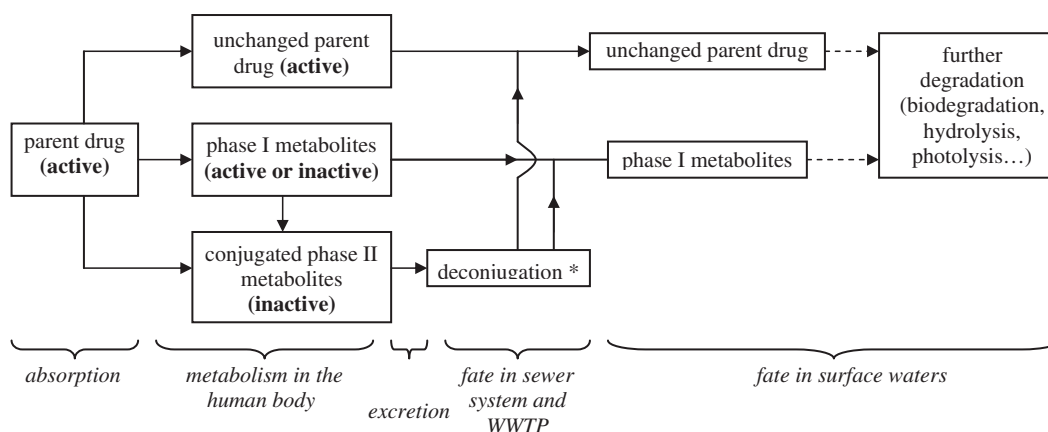 unchanged parent
drug (active)
unchanged parent drug
further
degradation
(biodegradation,
hydrolysis,
photolysis…)
parent drug
(active)
phase I metabolites
(active or inactive)
phase I metabolites
conjugated phase II
metabolites
(inactive)
deconjugation *
absorption
metabolism in the
human body
excretion
fate in sewer
system and
WWTP
fate in surface waters